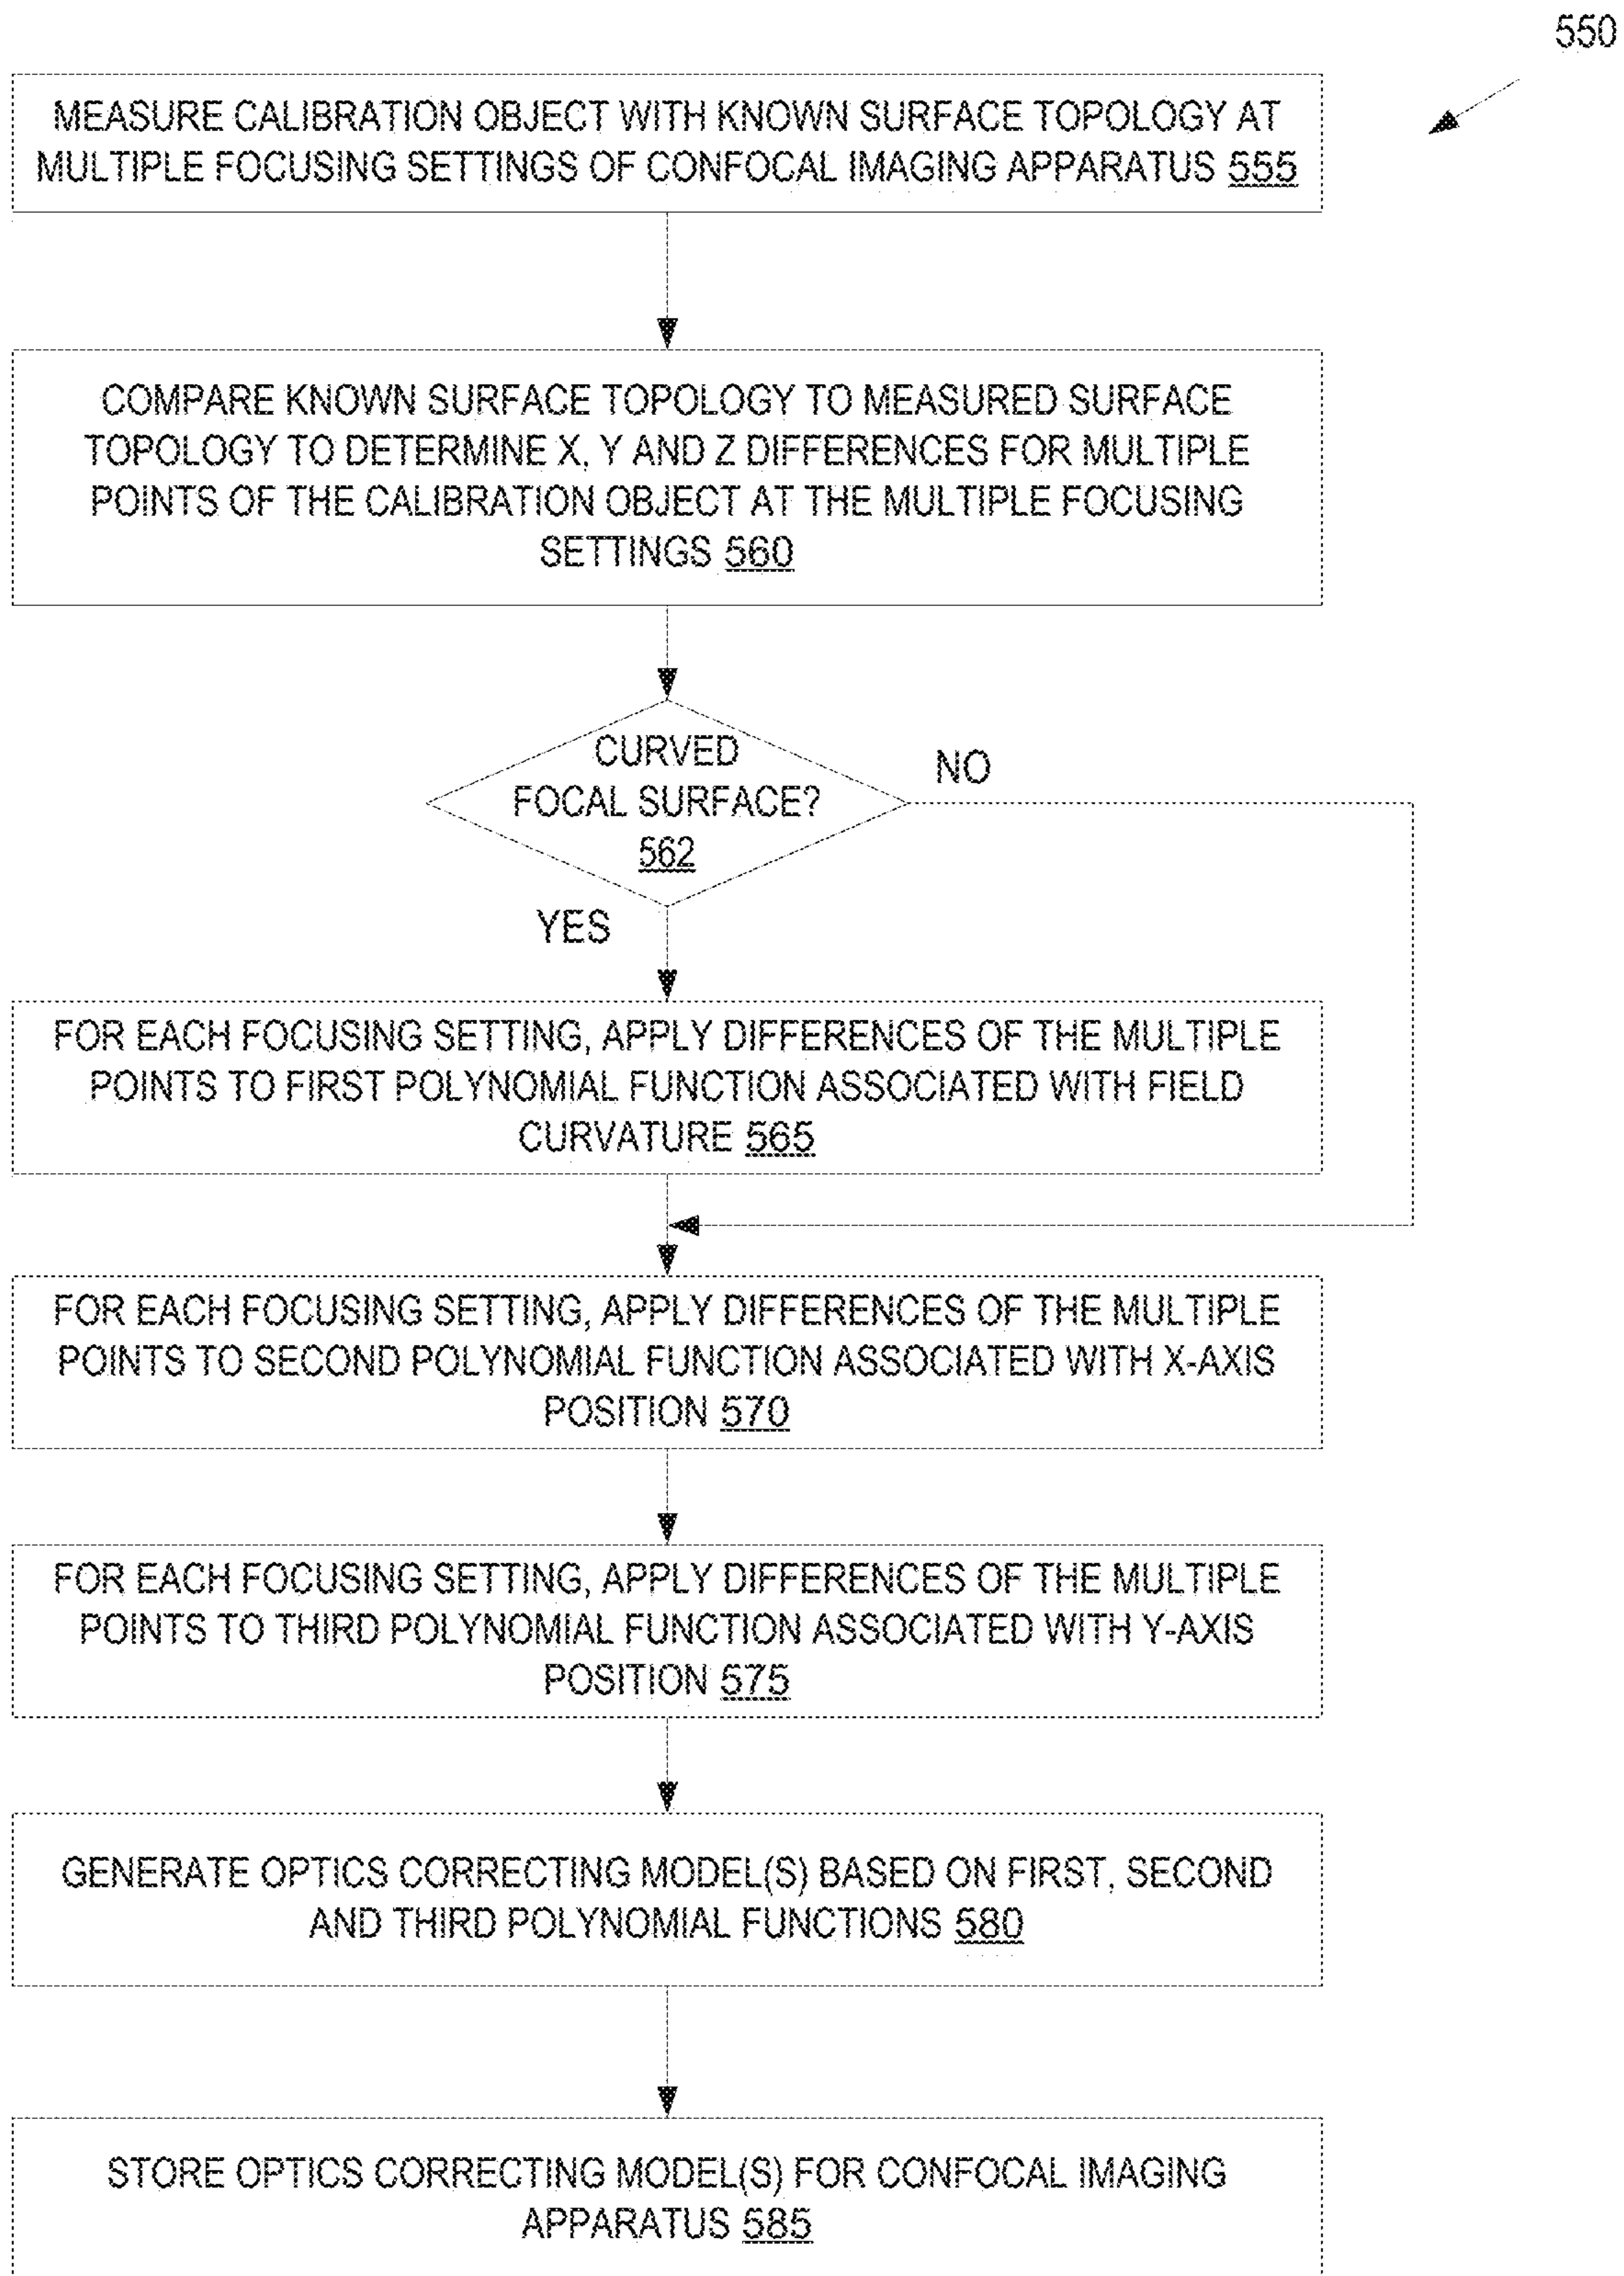 550
MEASURE CALIBRATION OBJECT WITH KNOWN SURFACE TOPOLOGY AT
MULTIPLE FOCUSING SETTINGS OF CONFOCAL IMAGING APPARATUS 555
COMPARE KNOWN SURFACE TOPOLOGY TO MEASURED SURFACE
TOPOLOGY TO DETERMINE X, Y AND Z DIFFERENCES FOR MULTIPLE
POINTS OF THE CALIBRATION OBJECT AT THE MULTIPLE FOCUSING
SETTINGS 560
CURVED
FOCAL SURFACE?
562
NO
YES
FOR EACH FOCUSING SETTING, APPLY DIFFERENCES OF THE MULTIPLE
POINTS TO FIRST POLYNOMIAL FUNCTION ASSOCIATED WITH FIELD
CURVATURE 565
FOR EACH FOCUSING SETTING, APPLY DIFFERENCES OF THE MULTIPLE
POINTS TO SECOND POLYNOMIAL FUNCTION ASSOCIATED WITH X-AXIS
POSITION 570
FOR EACH FOCUSING SETTING, APPLY DIFFERENCES OF THE MULTIPLE
POINTS TO THIRD POLYNOMIAL FUNCTION ASSOCIATED WITH Y-AXIS
POSITION 575
GENERATE OPTICS CORRECTING MODEL(S) BASED ON FIRST, SECOND
AND THIRD POLYNOMIAL FUNCTIONS 580
STORE OPTICS CORRECTING MODEL(S) FOR CONFOCAL IMAGING
APPARATUS 585